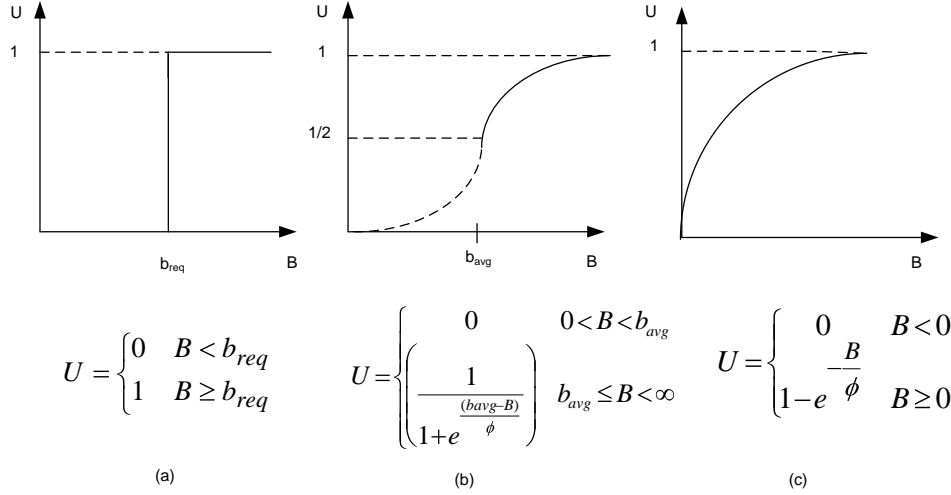 U
1
b_req
B
U
1
1/2
b_avg
B
U
1
B
U = { 0 B < b_req
1 B ≥ b_req
U = { 0 0 < B < b_avg
( 1 / (1 + e^((bavg–B)/ϕ)) ) b_avg ≤ B < ∞
U = { 0 B < 0
1 – e^(–B/ϕ) B ≥ 0
(a)
(b)
(c)